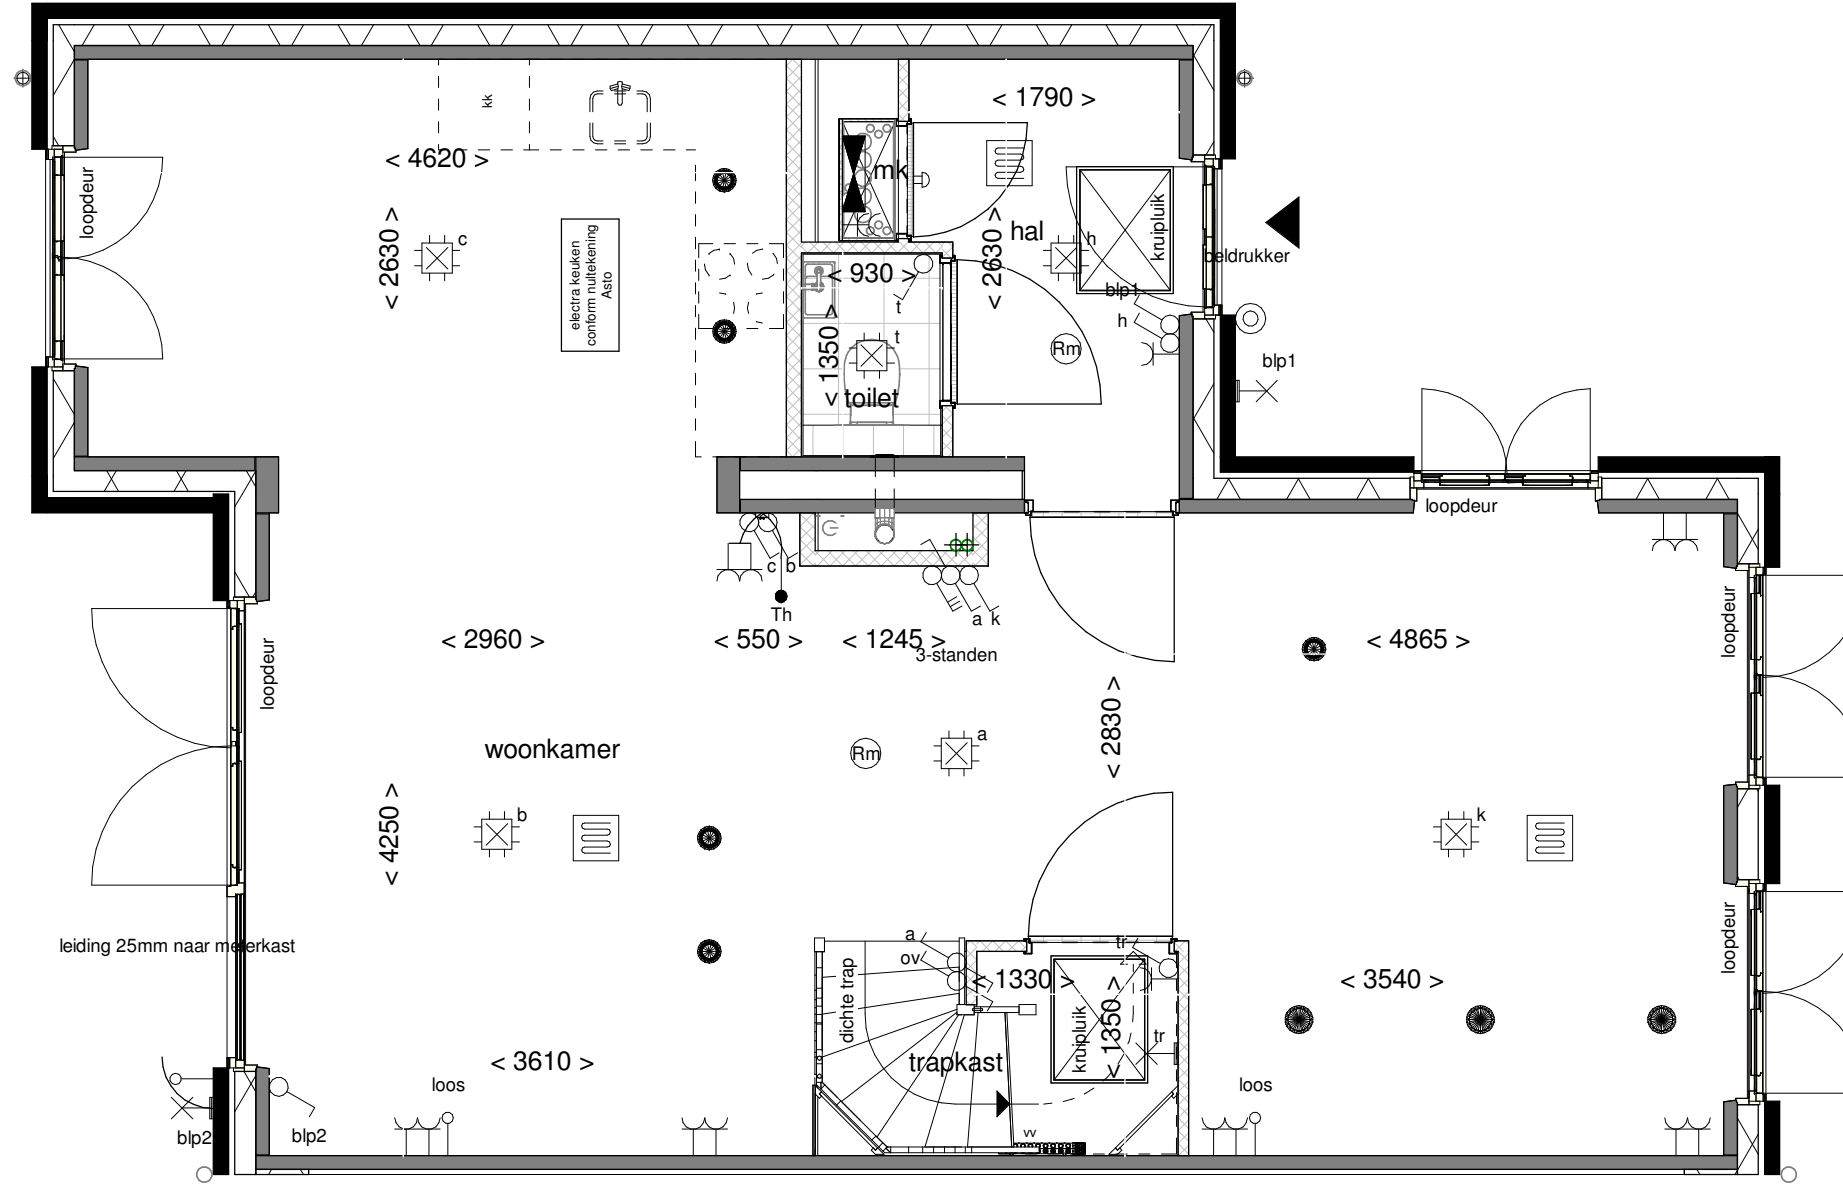 kk
< 1790 >
< 4620 >
mk
loopdeur
< 2630 >
c
electra keuken
conform nultekening
Asto
< 930 >
t
< 1350 >
t
toilet
< 2630 >
hal
h
kruipluik
beldrukker
blp1
h
Rm
blp1
loopdeur
c b
Th
a k
3-standen
< 2960 >
< 550 >
< 1245 >
< 4865 >
loopdeur
loopdeur
woonkamer
Rm
a
< 2830 >
b
< 4250 >
k
leiding 25mm naar meterkast
a
ov
tr
dichte trap
< 1330 >
kruipluik
< 1350 >
tr
< 3540 >
loopdeur
< 3610 >
trapkast
loos
loos
vv
blp2
blp2